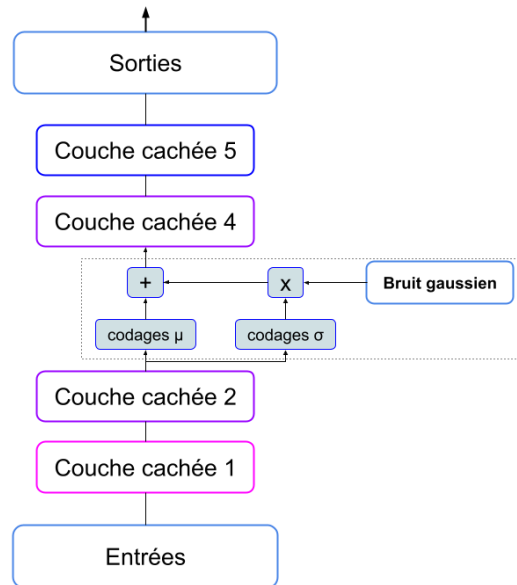 Sorties
Couche cachée 5
Couche cachée 4
+
x
Bruit gaussien
codages μ
codages σ
Couche cachée 2
Couche cachée 1
Entrées